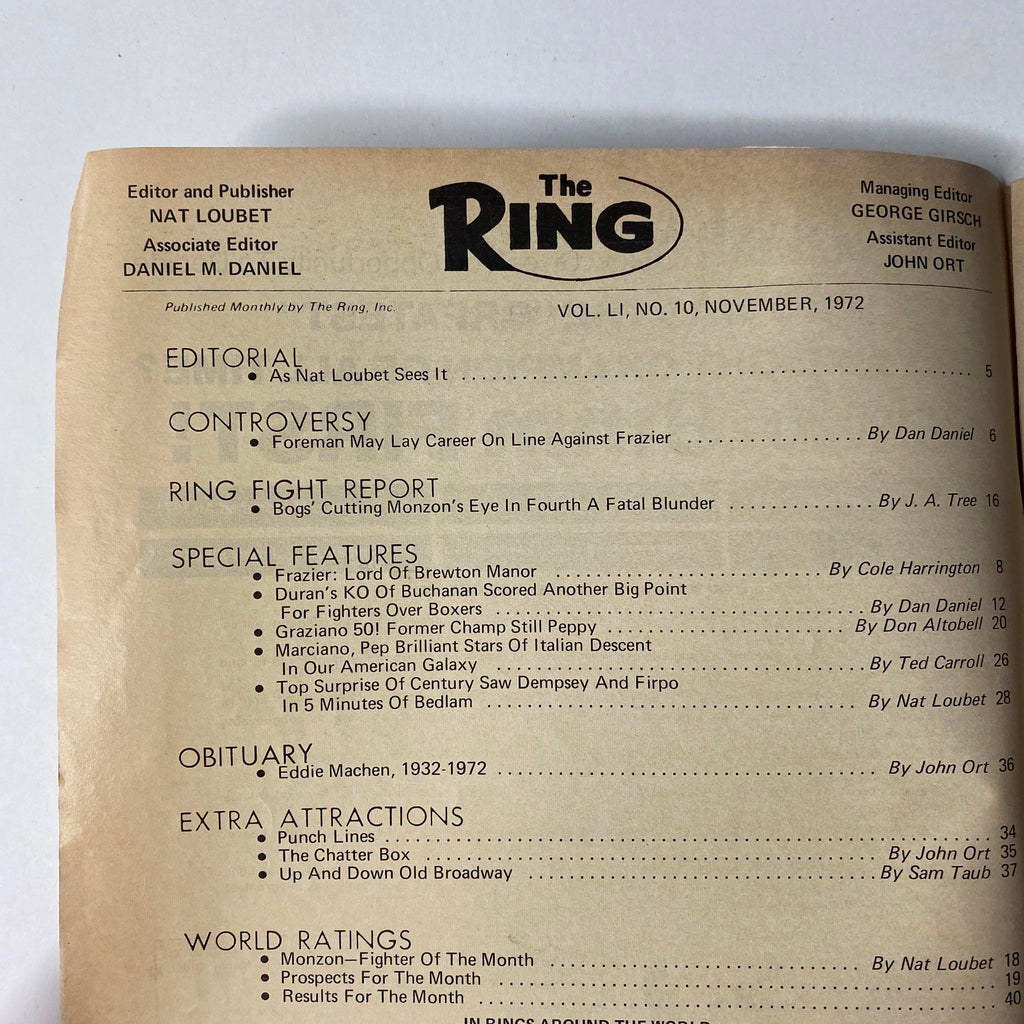 Editor and Publisher
NAT LOUBET
Associate Editor
DANIEL M. DANIEL
The
RING
Managing Editor
GEORGE GIRSCH
Assistant Editor
JOHN ORT
Published Monthly by The Ring, Inc.
VOL. LI, NO. 10, NOVEMBER, 1972
EDITORIAL
• As Nat Loubet Sees It .......... 5
CONTROVERSY
• Foreman May Lay Career On Line Against Frazier .......... By Dan Daniel 6
RING FIGHT REPORT
• Bogs' Cutting Monzon's Eye In Fourth A Fatal Blunder .......... By J. A. Tree 16
SPECIAL FEATURES
• Frazier: Lord Of Brewton Manor .......... By Cole Harrington 8
• Duran's KO Of Buchanan Scored Another Big Point
For Fighters Over Boxers .......... By Dan Daniel 12
• Graziano 50! Former Champ Still Peppy .......... By Don Altobell 20
• Marciano, Pep Brilliant Stars Of Italian Descent
In Our American Galaxy .......... By Ted Carroll 26
• Top Surprise Of Century Saw Dempsey And Firpo
In 5 Minutes Of Bedlam .......... By Nat Loubet 28
OBITUARY
• Eddie Machen, 1932-1972 .......... By John Ort 36
EXTRA ATTRACTIONS
• Punch Lines .......... 34
• The Chatter Box .......... By John Ort 35
• Up And Down Old Broadway .......... By Sam Taub 37
WORLD RATINGS
• Monzon—Fighter Of The Month .......... By Nat Loubet 18
• Prospects For The Month .......... 19
• Results For The Month .......... 40
IN RINGS AROUND THE WORLD